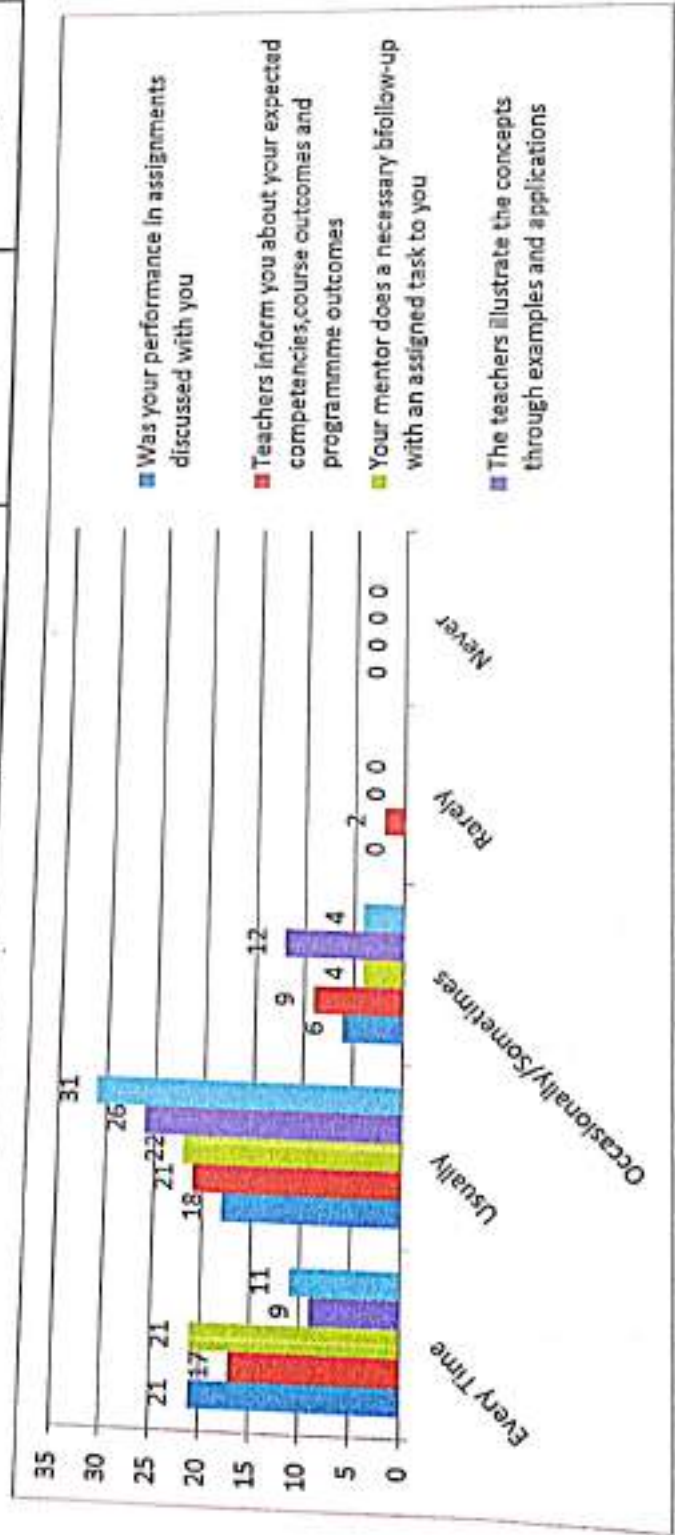 35
30
25
20
15
10
5
0
21
17
21
9
11
18
21
22
26
31
6
9
4
12
4
0
2
0 0
0 0 0 0
Every Time
Usually
Occasionally/Sometimes
Rarely
Never
Was your performance in assignments
discussed with you
Teachers inform you about your expected
competencies,course outcomes and
programmme outcomes
Your mentor does a necessary bfollow-up
with an assigned task to you
The teachers illustrate the concepts
through examples and applications